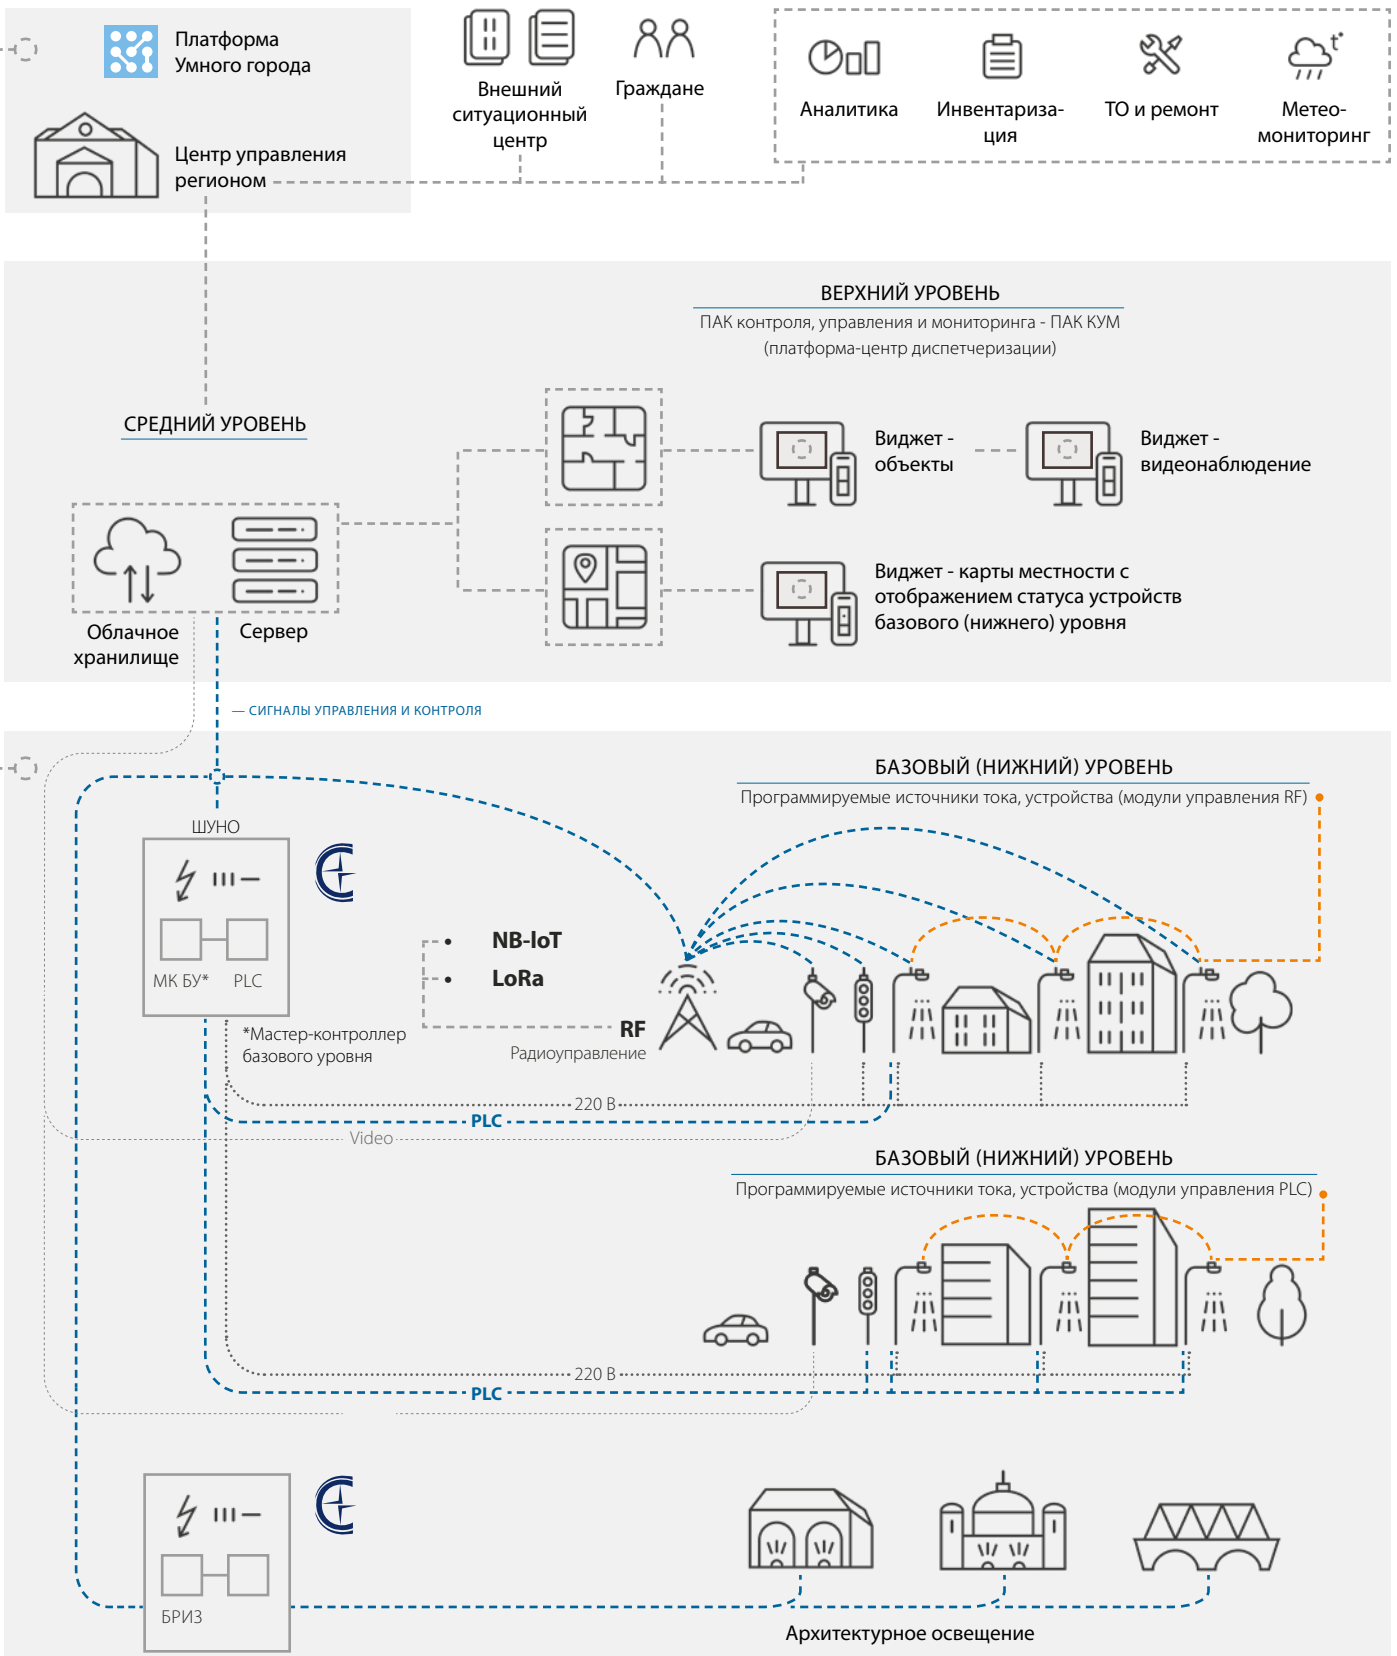 Платформа
Умного города
Центр управления
регионом
Внешний
ситуационный
центр
Граждане
Аналитика
Инвентариза-
ция
ТО и ремонт
t°
Метео-
мониторинг
ВЕРХНИЙ УРОВЕНЬ
ПАК контроля, управления и мониторинга - ПАК КУМ
(платформа-центр диспетчеризации)
СРЕДНИЙ УРОВЕНЬ
Виджет -
объекты
Виджет -
видеонаблюдение
Виджет - карты местности с
отображением статуса устройств
базового (нижнего) уровня
Облачное
хранилище
Сервер
— СИГНАЛЫ УПРАВЛЕНИЯ И КОНТРОЛЯ
БАЗОВЫЙ (НИЖНИЙ) УРОВЕНЬ
Программируемые источники тока, устройства (модули управления RF)
ШУНО
МК БУ*
PLC
*Мастер-контроллер
базового уровня
• NB-IoT
• LoRa
RF
Радиоуправление
220 В
PLC
Video
БАЗОВЫЙ (НИЖНИЙ) УРОВЕНЬ
Программируемые источники тока, устройства (модули управления PLC)
220 В
PLC
БРИЗ
Архитектурное освещение